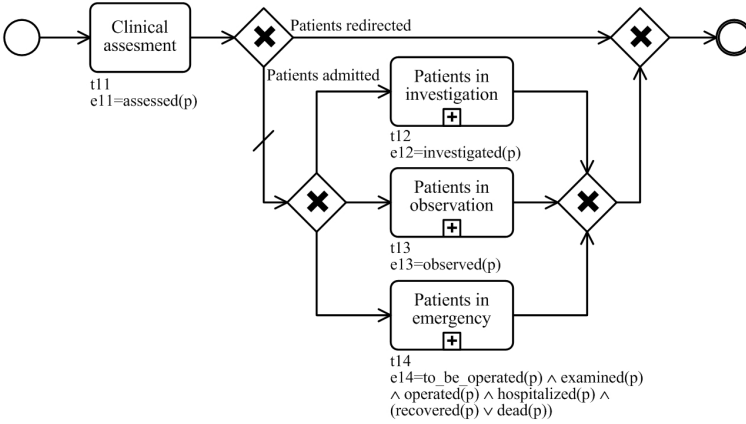 Clinical
assesment
t11
e11=assessed(p)
Patients redirected
Patients admitted
Patients in
investigation
t12
e12=investigated(p)
Patients in
observation
t13
e13=observed(p)
Patients in
emergency
t14
e14=to_be_operated(p) ∧ examined(p)
∧ operated(p) ∧ hospitalized(p) ∧
(recovered(p) ∨ dead(p))